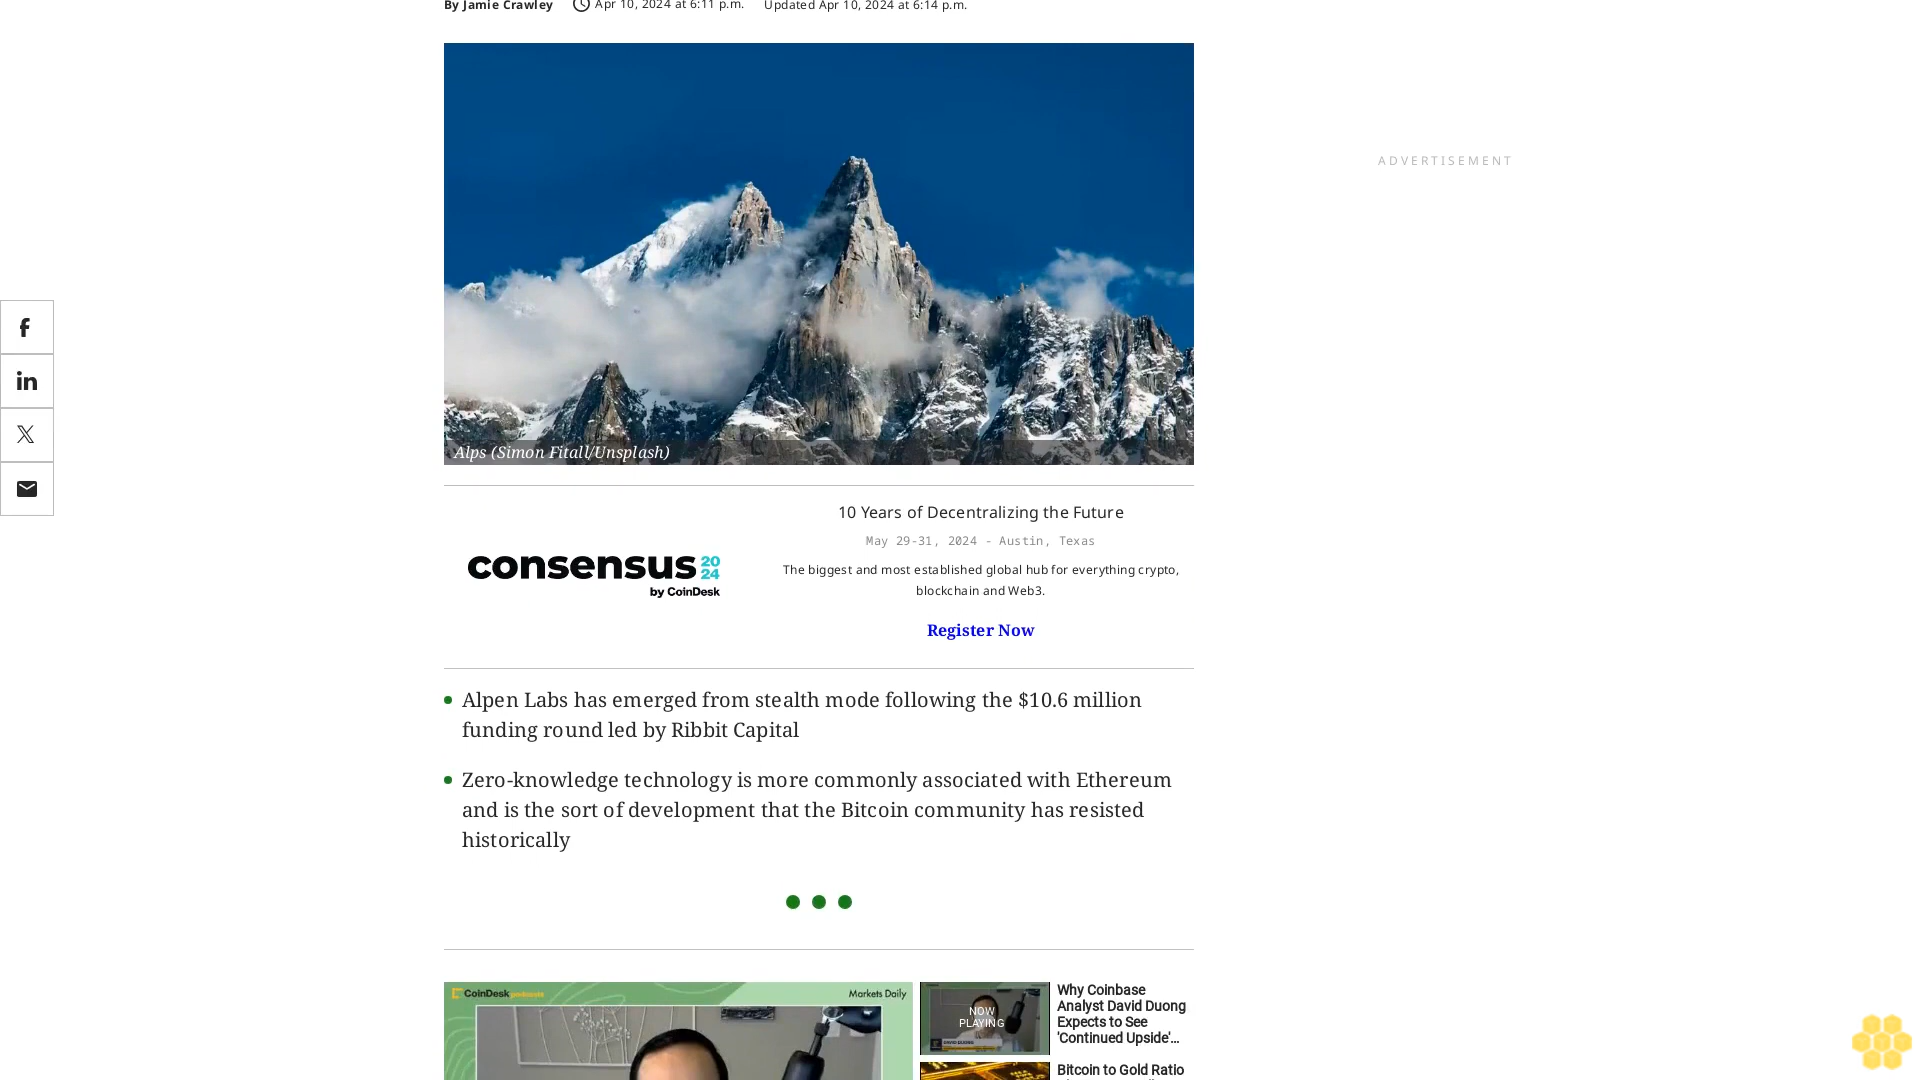 By Jamie Crawley Apr 10, 2024 at 6:11 p.m. Updated Apr 10, 2024 at 6:14 p.m.
ADVERTISEMENT
Alps (Simon Fitall/Unsplash)
consensus 2024
by CoinDesk
10 Years of Decentralizing the Future
May 29-31, 2024 - Austin, Texas
The biggest and most established global hub for everything crypto,
blockchain and Web3.
Register Now
Alpen Labs has emerged from stealth mode following the $10.6 million
funding round led by Ribbit Capital
Zero-knowledge technology is more commonly associated with Ethereum
and is the sort of development that the Bitcoin community has resisted
historically
CoinDesk
Markets Daily
NOW
PLAYING
Why Coinbase
Analyst David Duong
Expects to See
'Continued Upside'...
Bitcoin to Gold Ratio